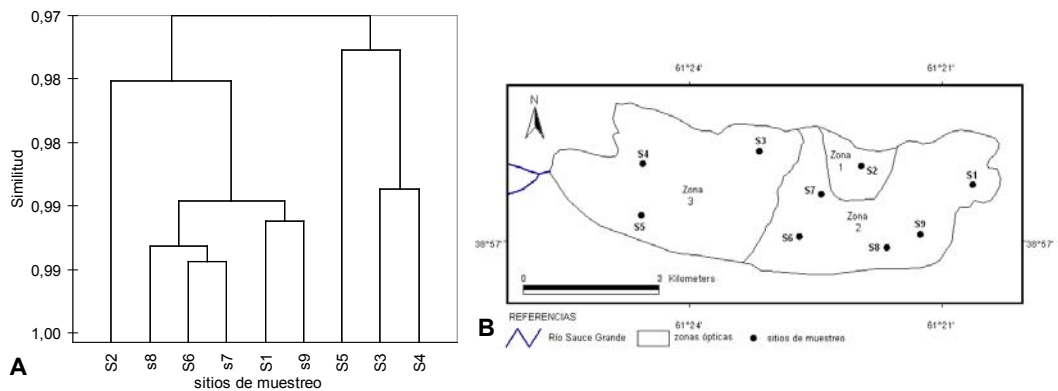 0,97
0,98
0,98
0,99
0,99
1,00
Similitud
S2 s8 S6 s7 S1 s9 S5 S3 S4
sitios de muestreo
A
61°24' 61°21'
N
S4 S3 Zona 1 S2 S1
Zona 3
S7 Zona 2
S5 S6 S8 S9
38°57' 38°57'
0 3 Kilometers
61°24' 61°21'
B
REFERENCIAS
Río Sauce Grande zonas ópticas sitios de muestreo